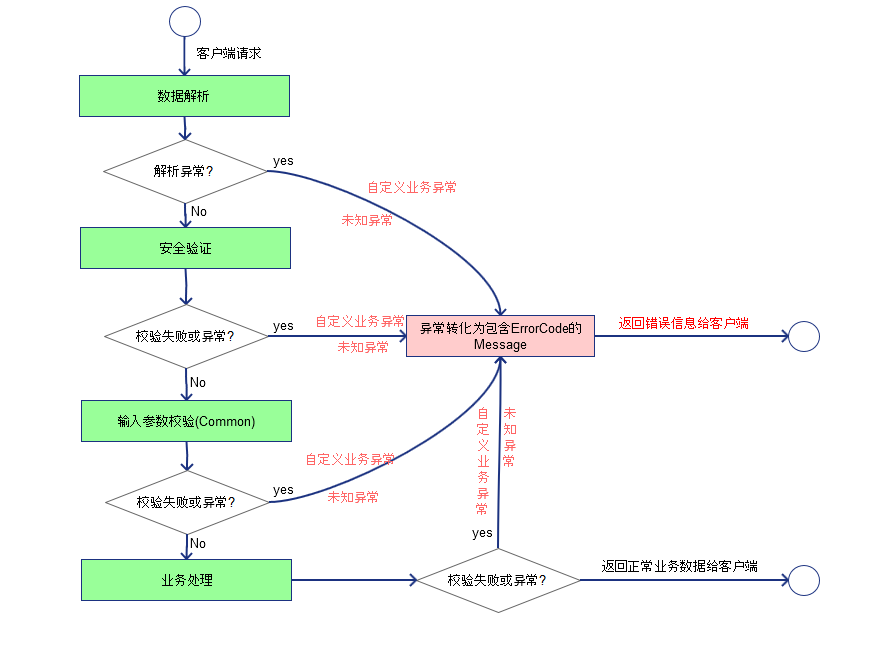 客户端请求
数据解析
解析异常?
yes
自定义业务异常
未知异常
No
安全验证
校验失败或异常?
yes
自定义业务异常
未知异常
异常转化为包含ErrorCode的
Message
返回错误信息给客户端
No
输入参数校验(Common)
自定义业务异常
未知异常
校验失败或异常?
yes
自定义业务异常
未知异常
No
yes
业务处理
校验失败或异常?
返回正常业务数据给客户端